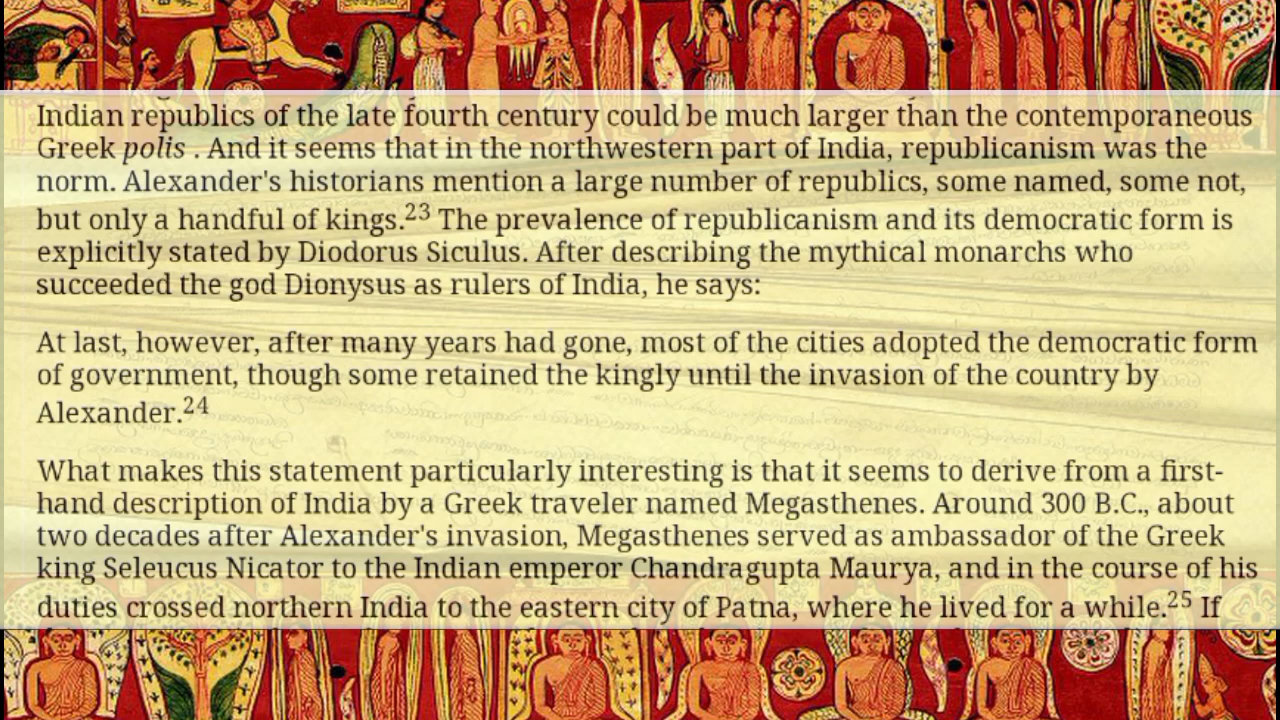 Indian republics of the late fourth century could be much larger than the contemporaneous
Greek polis . And it seems that in the northwestern part of India, republicanism was the
norm. Alexander's historians mention a large number of republics, some named, some not,
but only a handful of kings.23 The prevalence of republicanism and its democratic form is
explicitly stated by Diodorus Siculus. After describing the mythical monarchs who
succeeded the god Dionysus as rulers of India, he says:
At last, however, after many years had gone, most of the cities adopted the democratic form
of government, though some retained the kingly until the invasion of the country by
Alexander.24
What makes this statement particularly interesting is that it seems to derive from a first-
hand description of India by a Greek traveler named Megasthenes. Around 300 B.C., about
two decades after Alexander's invasion, Megasthenes served as ambassador of the Greek
king Seleucus Nicator to the Indian emperor Chandragupta Maurya, and in the course of his
duties crossed northern India to the eastern city of Patna, where he lived for a while.25 If